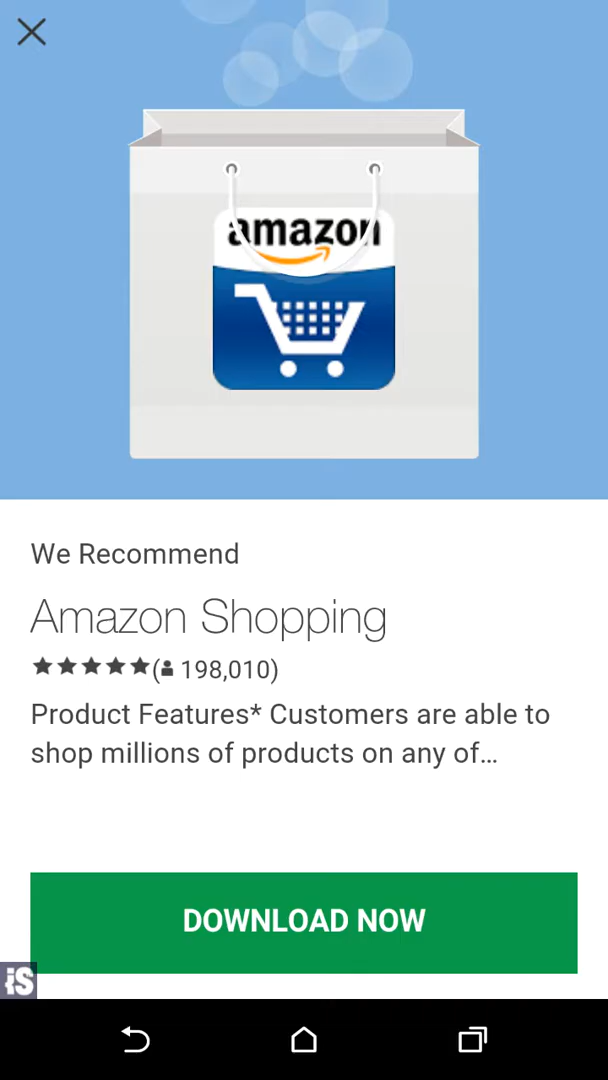 amazon
We Recommend
Amazon Shopping
★★★★★(198,010)
Product Features* Customers are able to
shop millions of products on any of...
DOWNLOAD NOW
iS